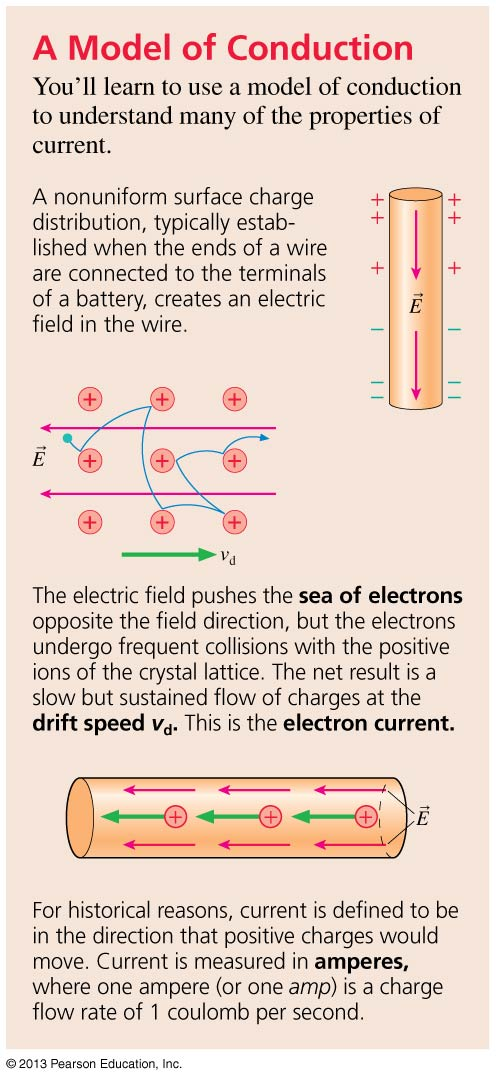 A Model of Conduction
You'll learn to use a model of conduction
to understand many of the properties of
current.
A nonuniform surface charge
distribution, typically estab-
lished when the ends of a wire
are connected to the terminals
of a battery, creates an electric
field in the wire.
+ +
+ +
+ +
E⃗
− −
− −
− −
+ + +
E⃗ + + +
+ + +
vd
The electric field pushes the sea of electrons
opposite the field direction, but the electrons
undergo frequent collisions with the positive
ions of the crystal lattice. The net result is a
slow but sustained flow of charges at the
drift speed vd. This is the electron current.
+ + + E⃗
For historical reasons, current is defined to be
in the direction that positive charges would
move. Current is measured in amperes,
where one ampere (or one amp) is a charge
flow rate of 1 coulomb per second.
© 2013 Pearson Education, Inc.